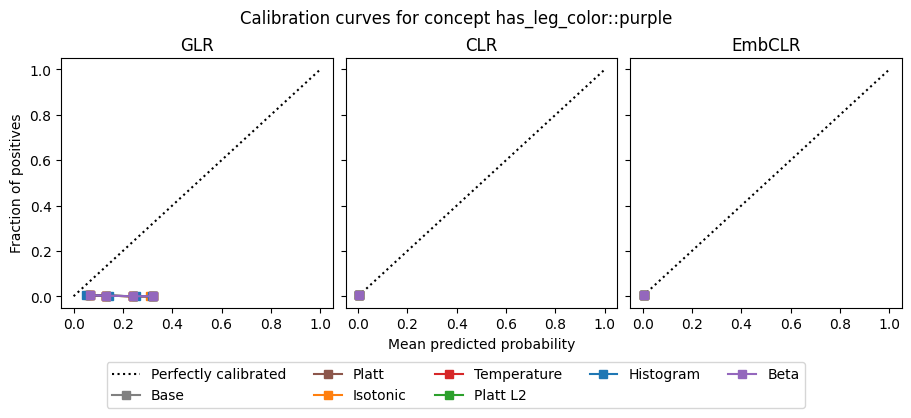 Calibration curves for concept has_leg_color::purple
GLR
CLR
EmbCLR
Fraction of positives
1.0
0.8
0.6
0.4
0.2
0.0
0.0 0.2 0.4 0.6 0.8 1.0
0.0 0.2 0.4 0.6 0.8 1.0
0.0 0.2 0.4 0.6 0.8 1.0
Mean predicted probability
Perfectly calibrated
Base
Platt
Isotonic
Temperature
Platt L2
Histogram
Beta